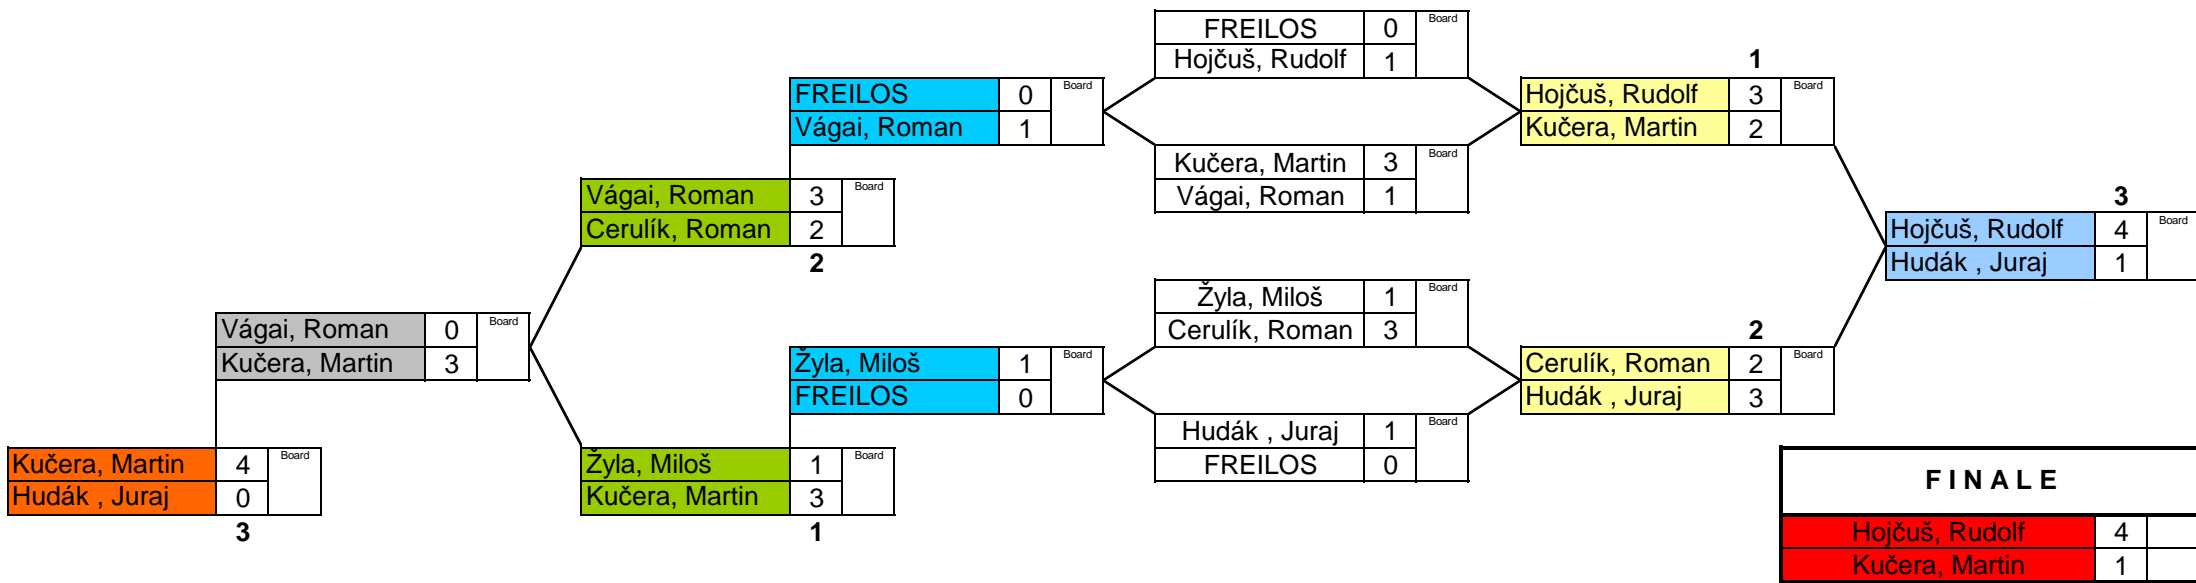 FREILOS 0 Board
Hojčuš, Rudolf 1
1
FREILOS 0 Board
Vágai, Roman 1
Hojčuš, Rudolf 3 Board
Kučera, Martin 2
Kučera, Martin 3 Board
Vágai, Roman 1
Vágai, Roman 3 Board
Cerulík, Roman 2
2
3
Hojčuš, Rudolf 4 Board
Hudák , Juraj 1
Žyla, Miloš 1 Board
Cerulík, Roman 3
Vágai, Roman 0 Board
Kučera, Martin 3
2
Žyla, Miloš 1 Board
FREILOS 0
Cerulík, Roman 2 Board
Hudák , Juraj 3
Hudák , Juraj 1 Board
FREILOS 0
Kučera, Martin 4 Board
Hudák , Juraj 0
3
Žyla, Miloš 1 Board
Kučera, Martin 3
1
F I N A L E
Hojčuš, Rudolf 4
Kučera, Martin 1